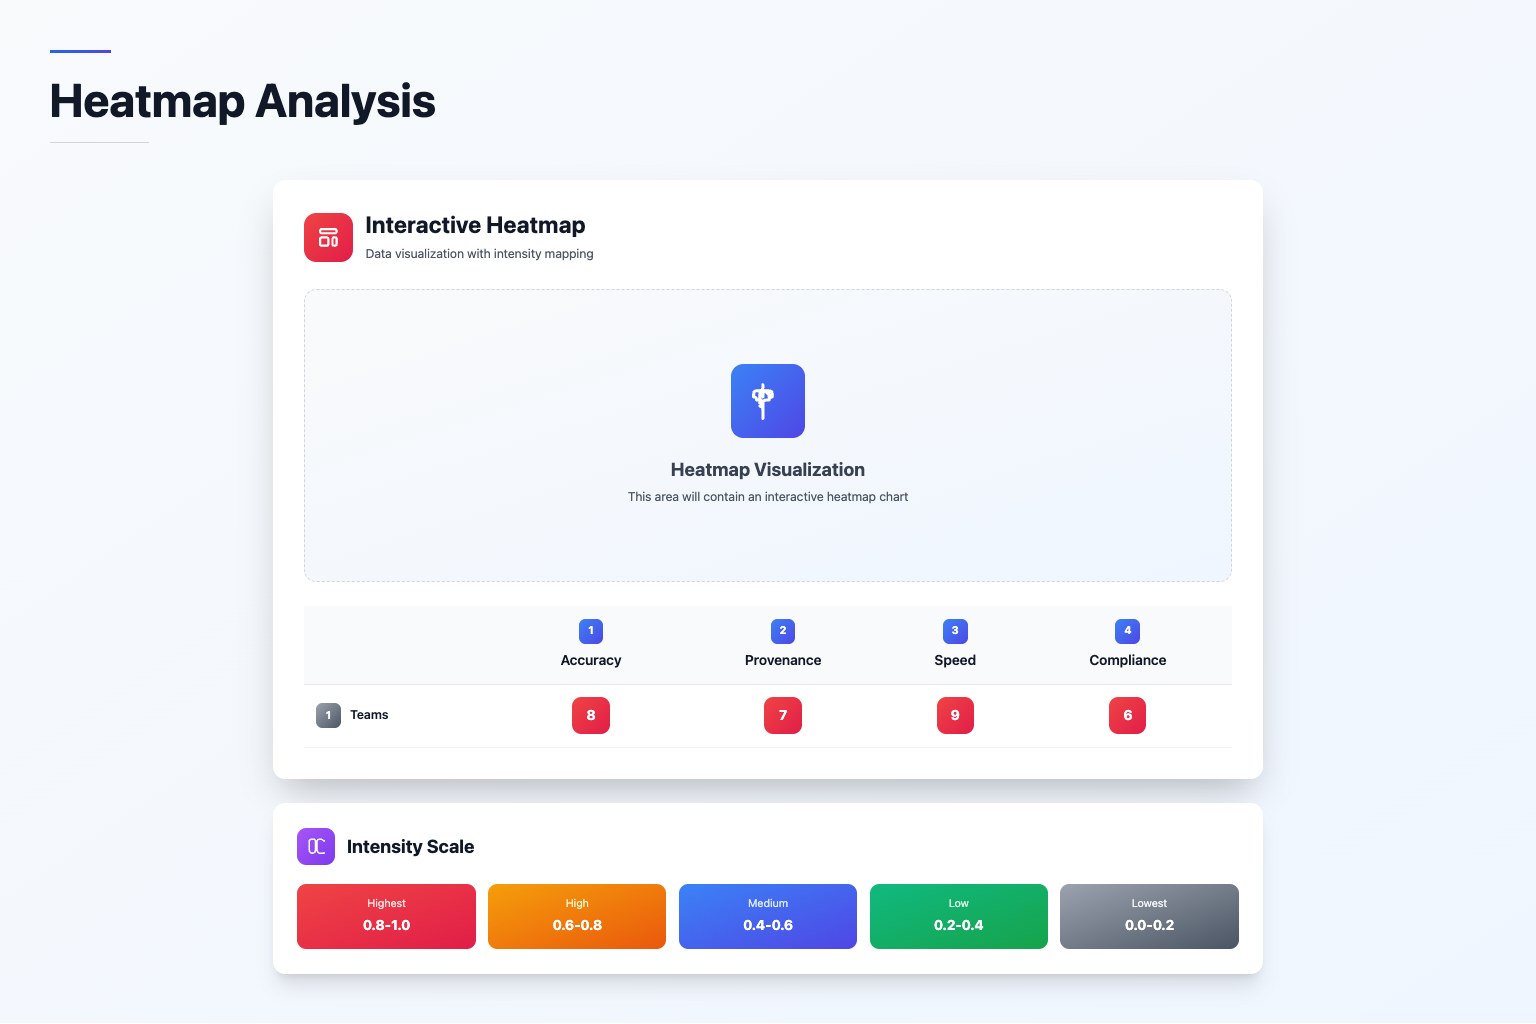 Heatmap Analysis
Interactive Heatmap
Data visualization with intensity mapping
Heatmap Visualization
This area will contain an interactive heatmap chart
1 2 3 4
Accuracy Provenance Speed Compliance
1 Teams 8 7 9 6
Intensity Scale
Highest High Medium Low Lowest
0.8-1.0 0.6-0.8 0.4-0.6 0.2-0.4 0.0-0.2